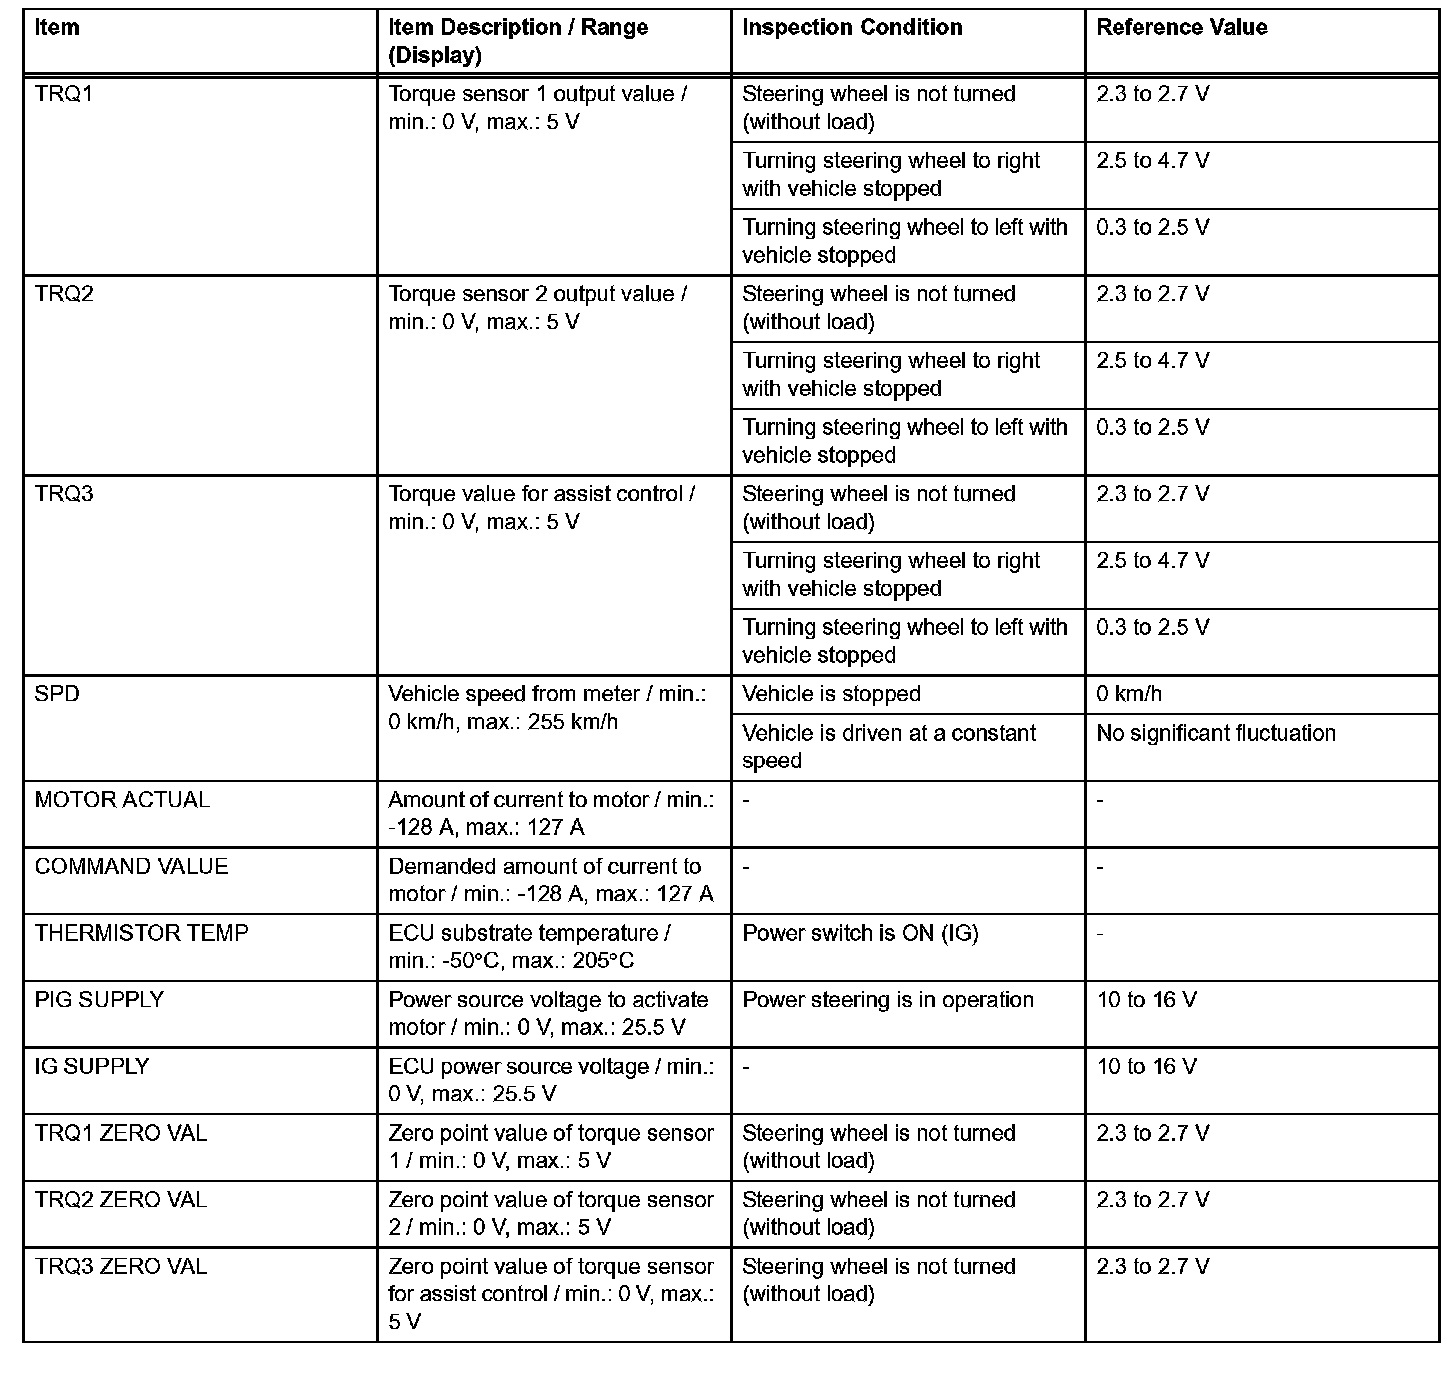 Item
Item Description / Range
(Display)
Inspection Condition
Reference Value
TRQ1
Torque sensor 1 output value /
min.: 0 V, max.: 5 V
Steering wheel is not turned
(without load)
2.3 to 2.7 V
Turning steering wheel to right
with vehicle stopped
2.5 to 4.7 V
Turning steering wheel to left with
vehicle stopped
0.3 to 2.5 V
TRQ2
Torque sensor 2 output value /
min.: 0 V, max.: 5 V
Steering wheel is not turned
(without load)
2.3 to 2.7 V
Turning steering wheel to right
with vehicle stopped
2.5 to 4.7 V
Turning steering wheel to left with
vehicle stopped
0.3 to 2.5 V
TRQ3
Torque value for assist control /
min.: 0 V, max.: 5 V
Steering wheel is not turned
(without load)
2.3 to 2.7 V
Turning steering wheel to right
with vehicle stopped
2.5 to 4.7 V
Turning steering wheel to left with
vehicle stopped
0.3 to 2.5 V
SPD
Vehicle speed from meter / min.:
0 km/h, max.: 255 km/h
Vehicle is stopped
0 km/h
Vehicle is driven at a constant
speed
No significant fluctuation
MOTOR ACTUAL
Amount of current to motor / min.:
-128 A, max.: 127 A
-
-
COMMAND VALUE
Demanded amount of current to
motor / min.: -128 A, max.: 127 A
-
-
THERMISTOR TEMP
ECU substrate temperature /
min.: -50°C, max.: 205°C
Power switch is ON (IG)
-
PIG SUPPLY
Power source voltage to activate
motor / min.: 0 V, max.: 25.5 V
Power steering is in operation
10 to 16 V
IG SUPPLY
ECU power source voltage / min.:
0 V, max.: 25.5 V
-
10 to 16 V
TRQ1 ZERO VAL
Zero point value of torque sensor
1 / min.: 0 V, max.: 5 V
Steering wheel is not turned
(without load)
2.3 to 2.7 V
TRQ2 ZERO VAL
Zero point value of torque sensor
2 / min.: 0 V, max.: 5 V
Steering wheel is not turned
(without load)
2.3 to 2.7 V
TRQ3 ZERO VAL
Zero point value of torque sensor
for assist control / min.: 0 V, max.:
5 V
Steering wheel is not turned
(without load)
2.3 to 2.7 V